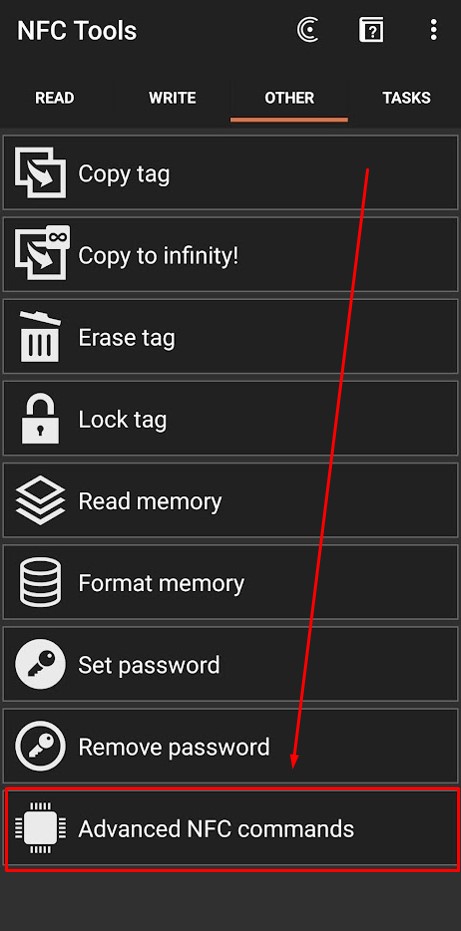 NFC Tools
READ WRITE OTHER TASKS
Copy tag
Copy to infinity!
Erase tag
Lock tag
Read memory
Format memory
Set password
Remove password
Advanced NFC commands